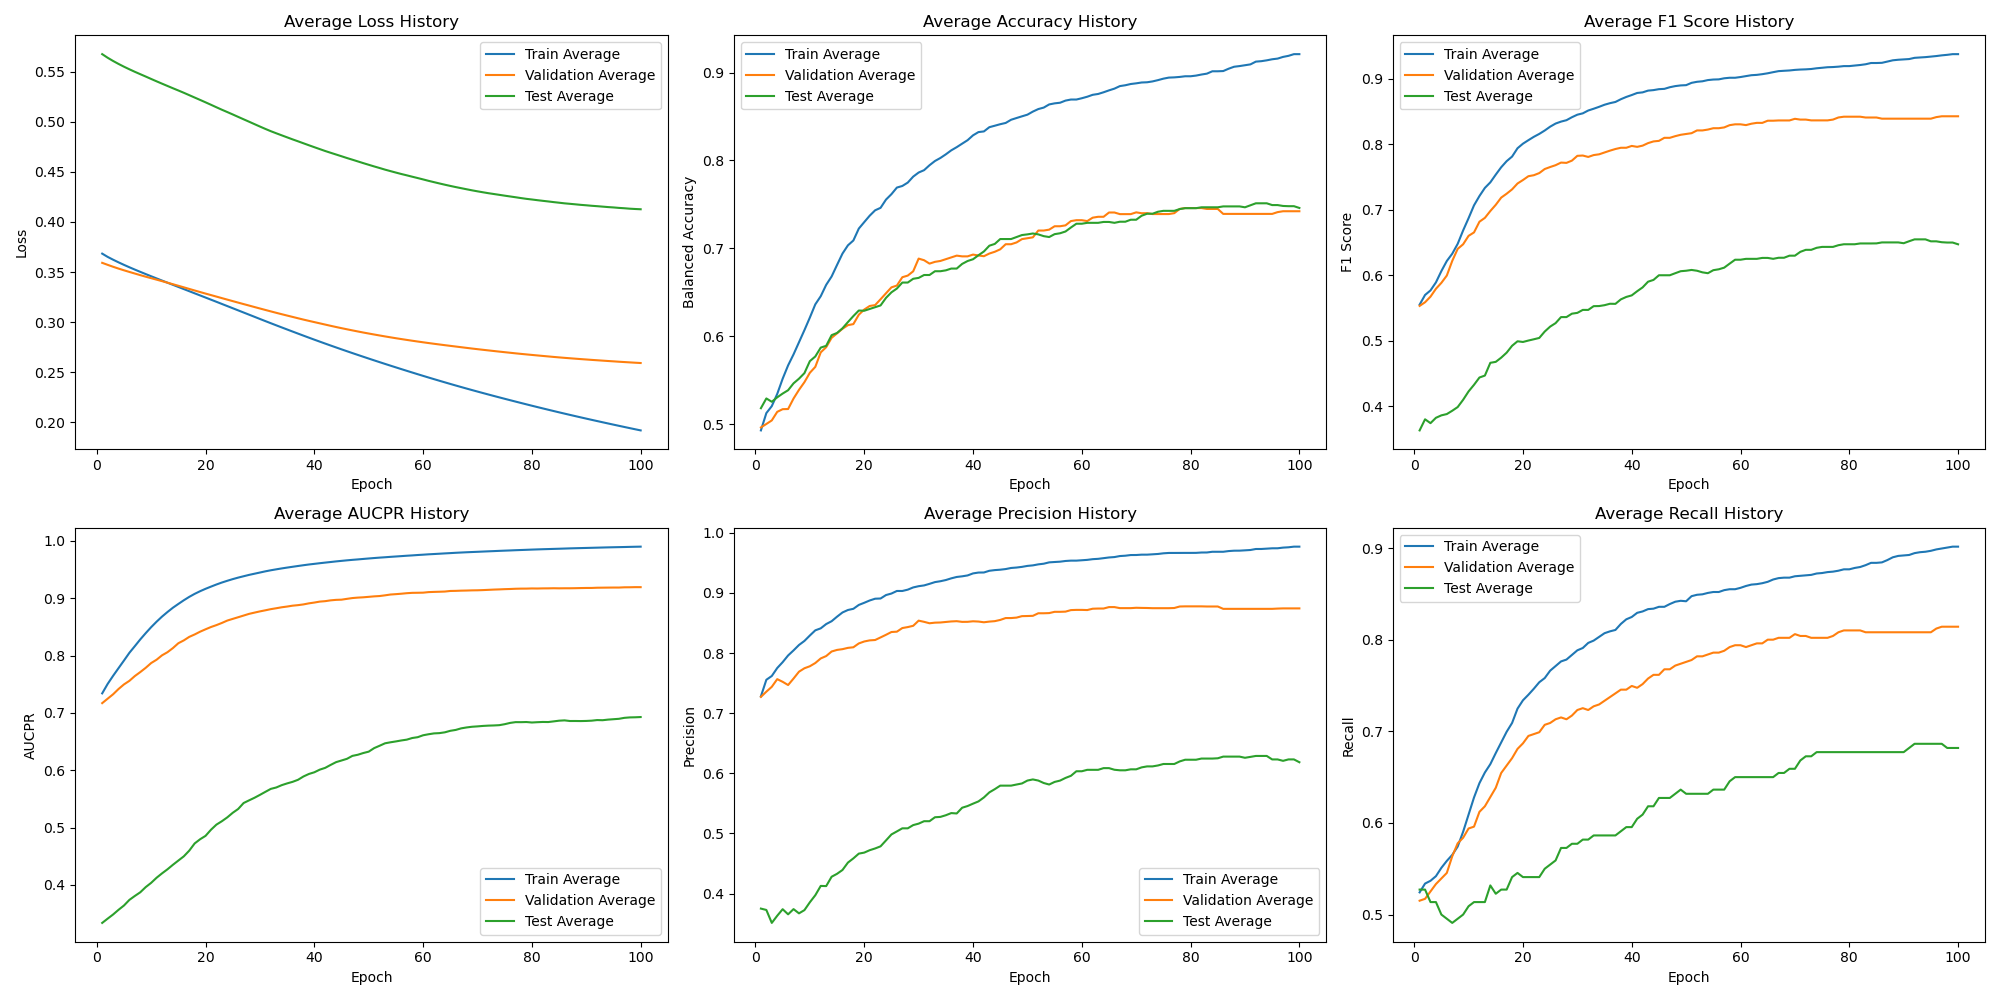 Average Loss History
Train Average
Validation Average
Test Average
Loss
0.55
0.50
0.45
0.40
0.35
0.30
0.25
0.20
0 20 40 60 80 100
Epoch
Average Accuracy History
Train Average
Validation Average
Test Average
Balanced Accuracy
0.9
0.8
0.7
0.6
0.5
0 20 40 60 80 100
Epoch
Average F1 Score History
Train Average
Validation Average
Test Average
F1 Score
0.9
0.8
0.7
0.6
0.5
0.4
0 20 40 60 80 100
Epoch
Average AUCPR History
AUCPR
1.0
0.9
0.8
0.7
0.6
0.5
0.4
Train Average
Validation Average
Test Average
0 20 40 60 80 100
Epoch
Average Precision History
Precision
1.0
0.9
0.8
0.7
0.6
0.5
0.4
Train Average
Validation Average
Test Average
0 20 40 60 80 100
Epoch
Average Recall History
Train Average
Validation Average
Test Average
Recall
0.9
0.8
0.7
0.6
0.5
0 20 40 60 80 100
Epoch